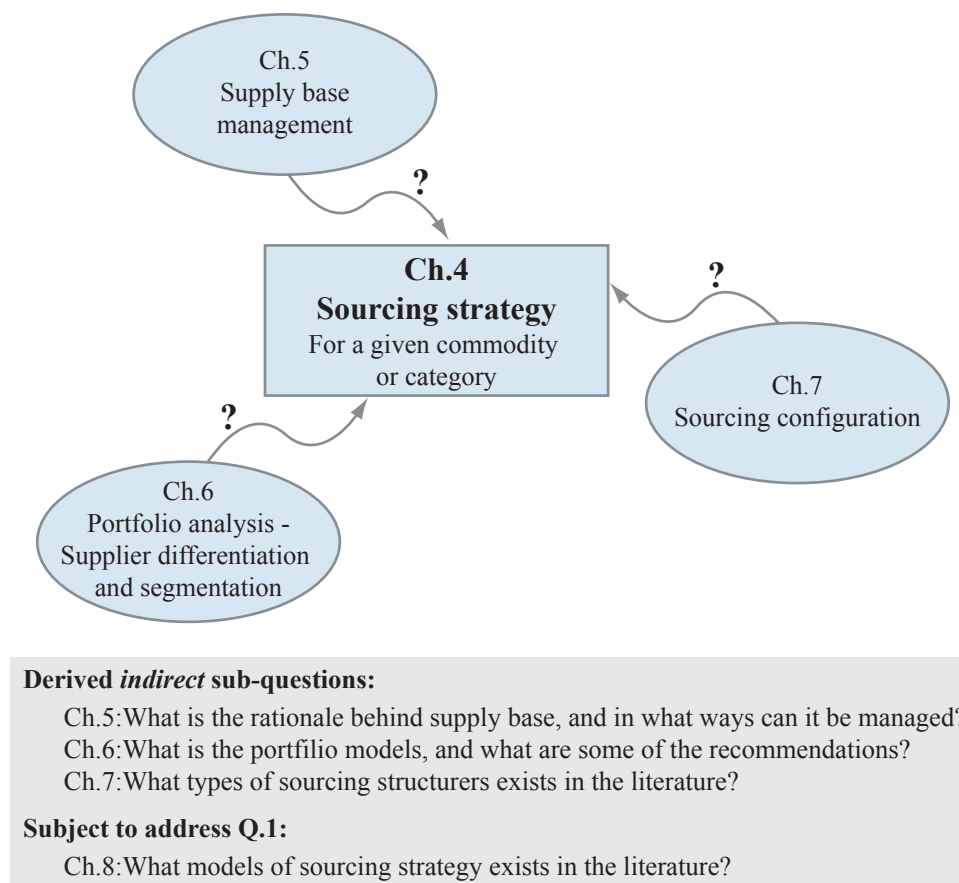 Ch.5
Supply base
management
?
Ch.4
Sourcing strategy
For a given commodity
or category
?
Ch.7
Sourcing configuration
?
Ch.6
Portfolio analysis -
Supplier differentiation
and segmentation
Derived indirect sub-questions:
Ch.5:What is the rationale behind supply base, and in what ways can it be managed?
Ch.6:What is the portfilio models, and what are some of the recommendations?
Ch.7:What types of sourcing structurers exists in the literature?
Subject to address Q.1:
Ch.8:What models of sourcing strategy exists in the literature?